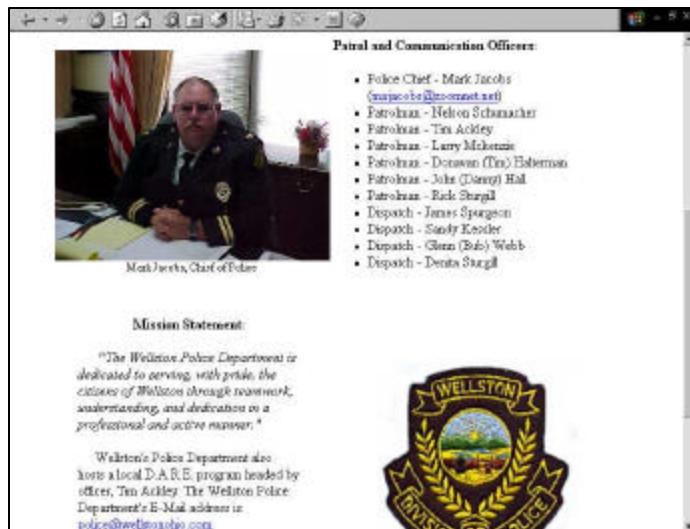 Patrol and Communication Officers:
• Police Chief - Mark Jacobs
(majacobs@zoomnet.net)
• Patrolman - Nelson Schumacher
• Patrolman - Tim Ackley
• Patrolman - Larry Mckenzie
• Patrolman - Donavan (Tim) Halterman
• Patrolman - John (Danny) Hall
• Patrolman - Rick Sturgill
• Dispatch - James Spurgeon
• Dispatch - Sandy Kessler
• Dispatch - Glenn (Bub) Webb
• Dispatch - Denita Sturgill
Mark Jacobs, Chief of Police
Mission Statement:
"The Wellston Police Department is
dedicated to serving, with pride, the
citizens of Wellston through teamwork,
understanding, and dedication in a
professional and active manner."
Wellston's Police Department also
hosts a local D.A.R.E. program headed by
officer, Tim Ackley. The Wellston Police
Department's E-Mail address is
police@wellstonohio.com
WELLSTON
DIVISION POLICE